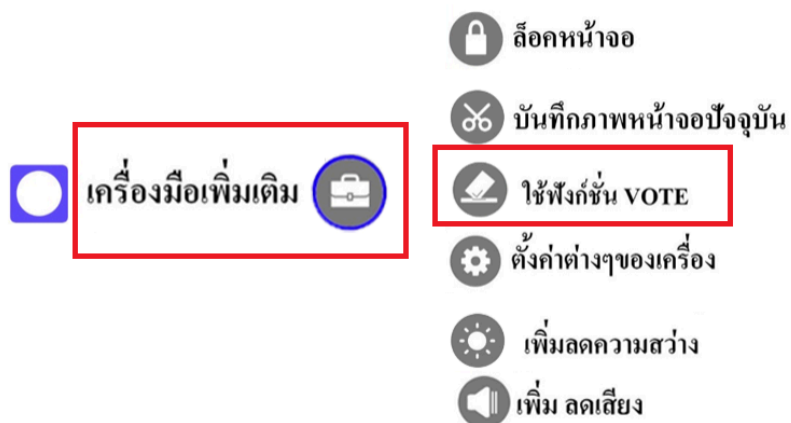 ล็อคหน้าจอ
บันทึกภาพหน้าจอปัจจุบัน
เครื่องมือเพิ่มเติม
ใช้ฟังก์ชั่น VOTE
ตั้งค่าต่างๆของเครื่อง
เพิ่มลดความสว่าง
เพิ่ม ลดเสียง